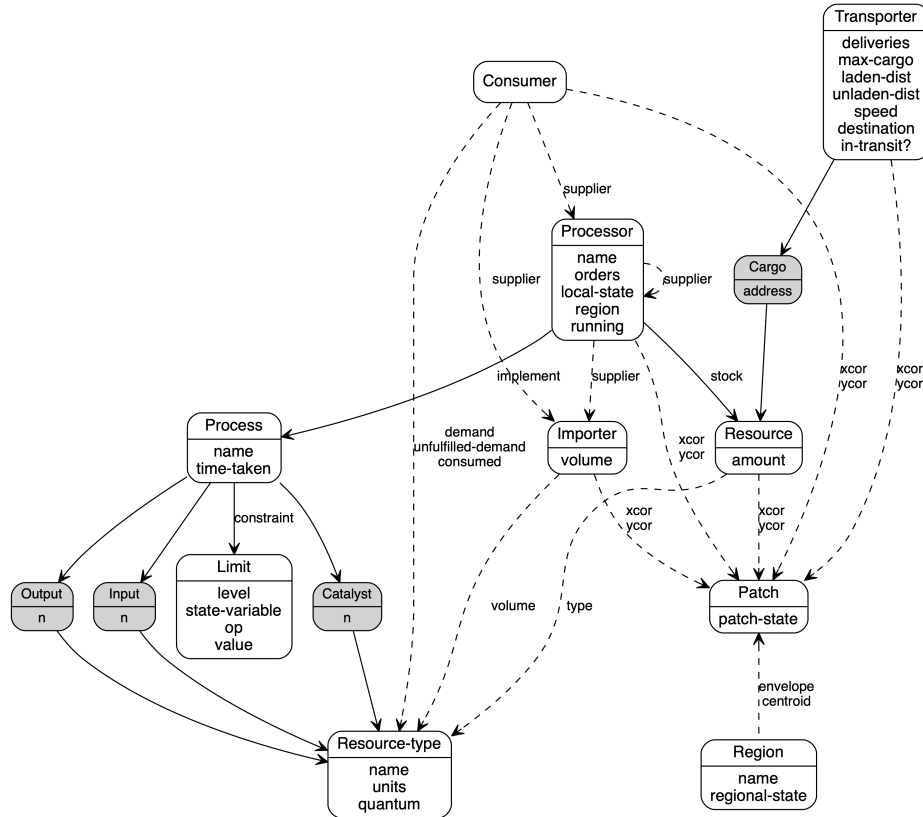 Transporter
deliveries
max-cargo
laden-dist
unladen-dist
speed
destination
in-transit?
Consumer
supplier
Processor
name
orders
local-state
region
running
supplier
Cargo
address
supplier
implement
supplier
stock
xcor
ycor
xcor
ycor
Process
name
time-taken
demand
unfulfilled-demand
consumed
Importer
volume
xcor
ycor
Resource
amount
constraint
xcor
ycor
xcor
ycor
Output
n
Input
n
Limit
level
state-variable
op
value
Catalyst
n
volume
type
Patch
patch-state
envelope
centroid
Resource-type
name
units
quantum
Region
name
regional-state